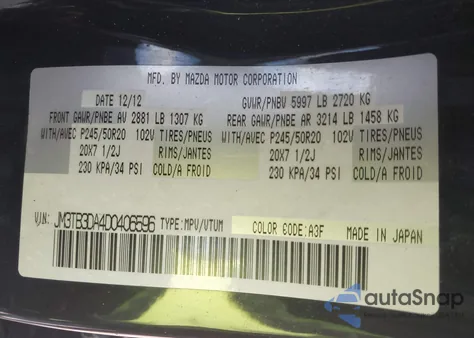 MFD. BY MAZDA MOTOR CORPORATION
DATE 12/12 GVWR/PNBV 5997 LB 2720 KG
FRONT GAWR/PNBE AV 2881 LB 1307 KG REAR GAWR/PNBE AR 3214 LB 1458 KG
WITH/AVEC P245/50R20 102V TIRES/PNEUS WITH/AVEC P245/50R20 102V TIRES/PNEUS
20X7 1/2J RIMS/JANTES 20X7 1/2J RIMS/JANTES
230 KPA/34 PSI COLD/A FROID 230 KPA/34 PSI COLD/A FROID
V/N: JM3TB3DA4D0406596 TYPE:MPV/VTUM COLOR CODE:A3F MADE IN JAPAN
autoSnap